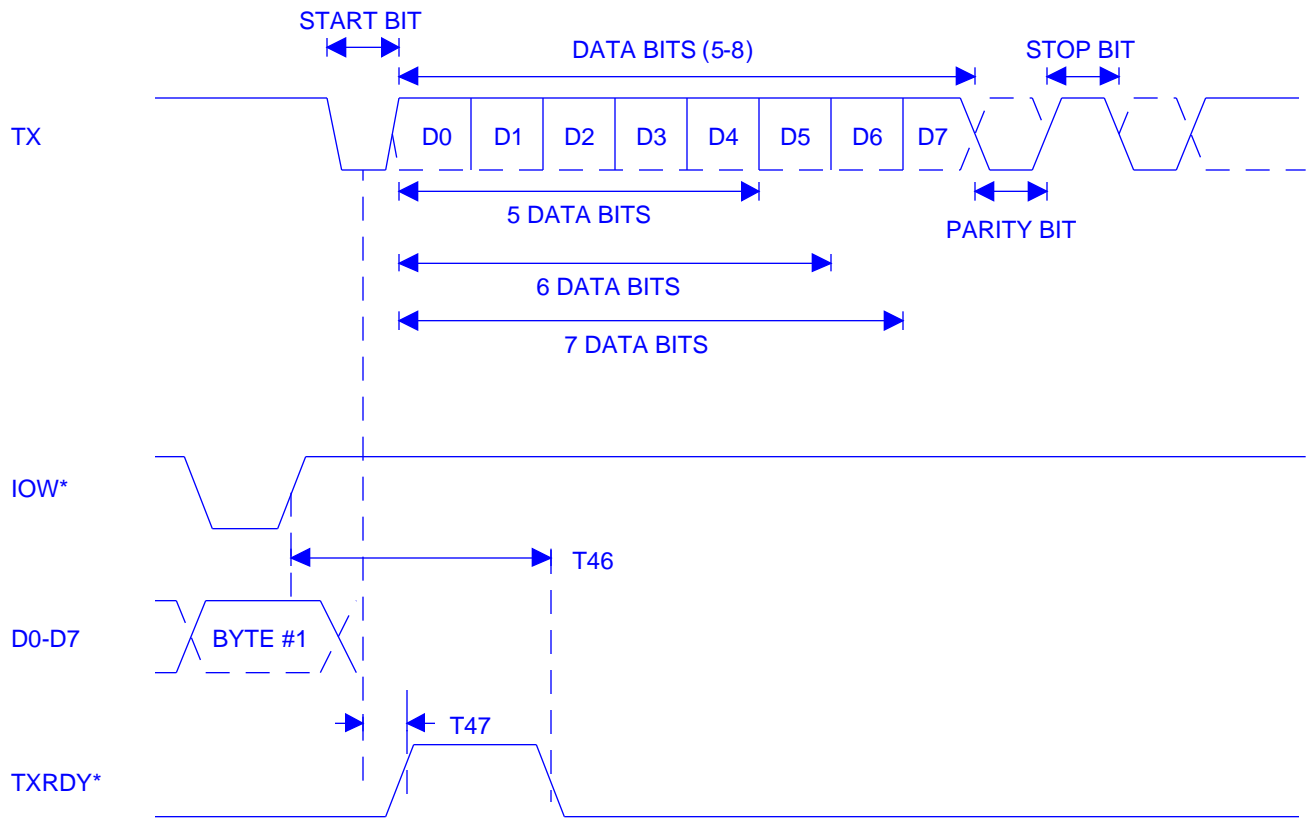 START BIT
DATA BITS (5-8)
STOP BIT
TX
D0 D1 D2 D3 D4 D5 D6 D7
5 DATA BITS
PARITY BIT
6 DATA BITS
7 DATA BITS
IOW*
T46
D0-D7
BYTE #1
T47
TXRDY*